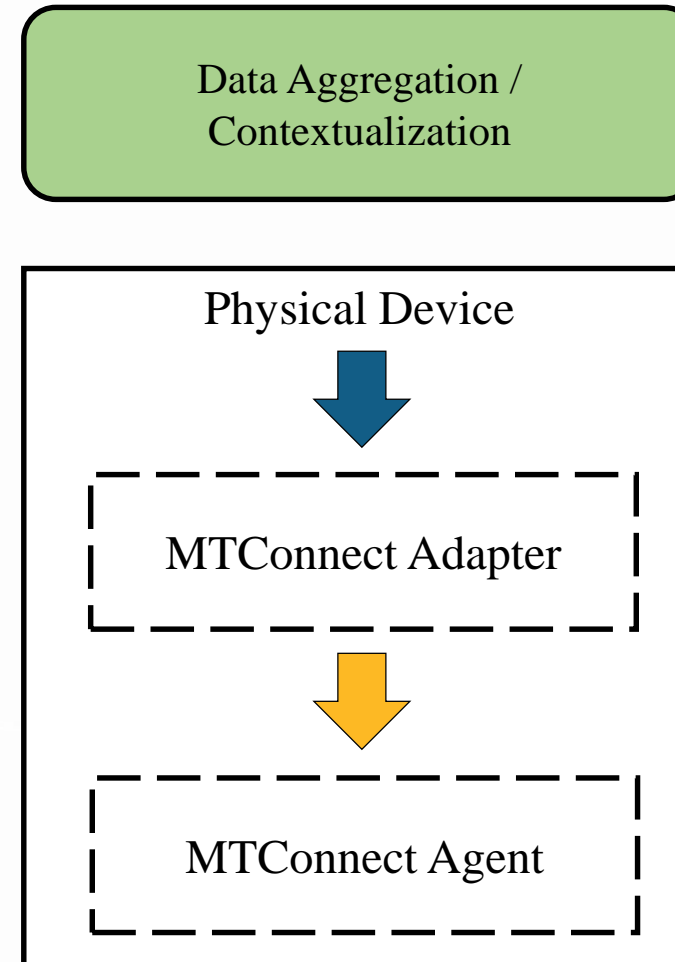 Data Aggregation /
Contextualization
Physical Device
MTConnect Adapter
MTConnect Agent